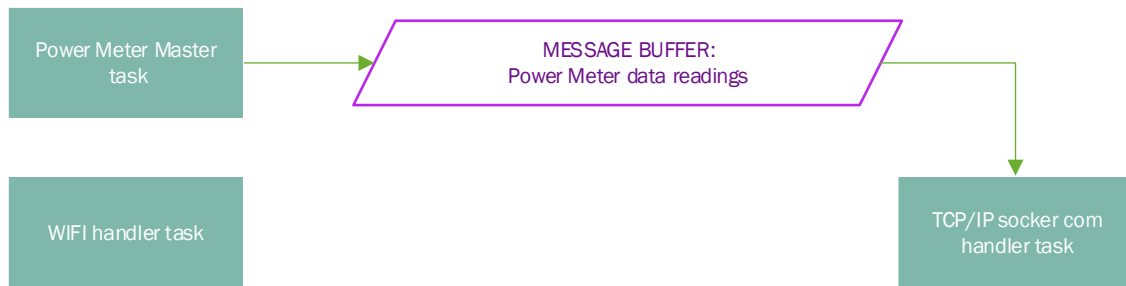 Power Meter Master
task
MESSAGE BUFFER:
Power Meter data readings
WIFI handler task
TCP/IP socker com
handler task